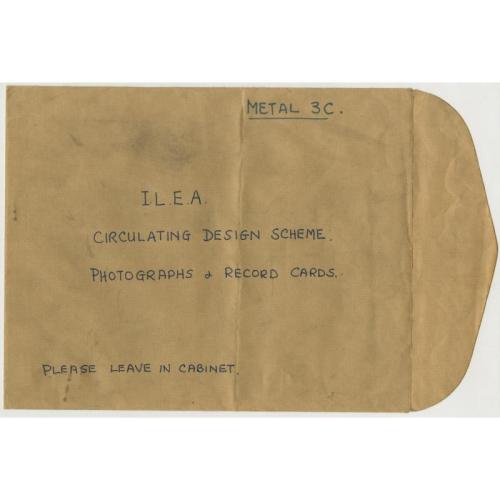 METAL 3C.
I.L.E.A.
CIRCULATING DESIGN SCHEME.
PHOTOGRAPHS & RECORD CARDS.
PLEASE LEAVE IN CABINET.